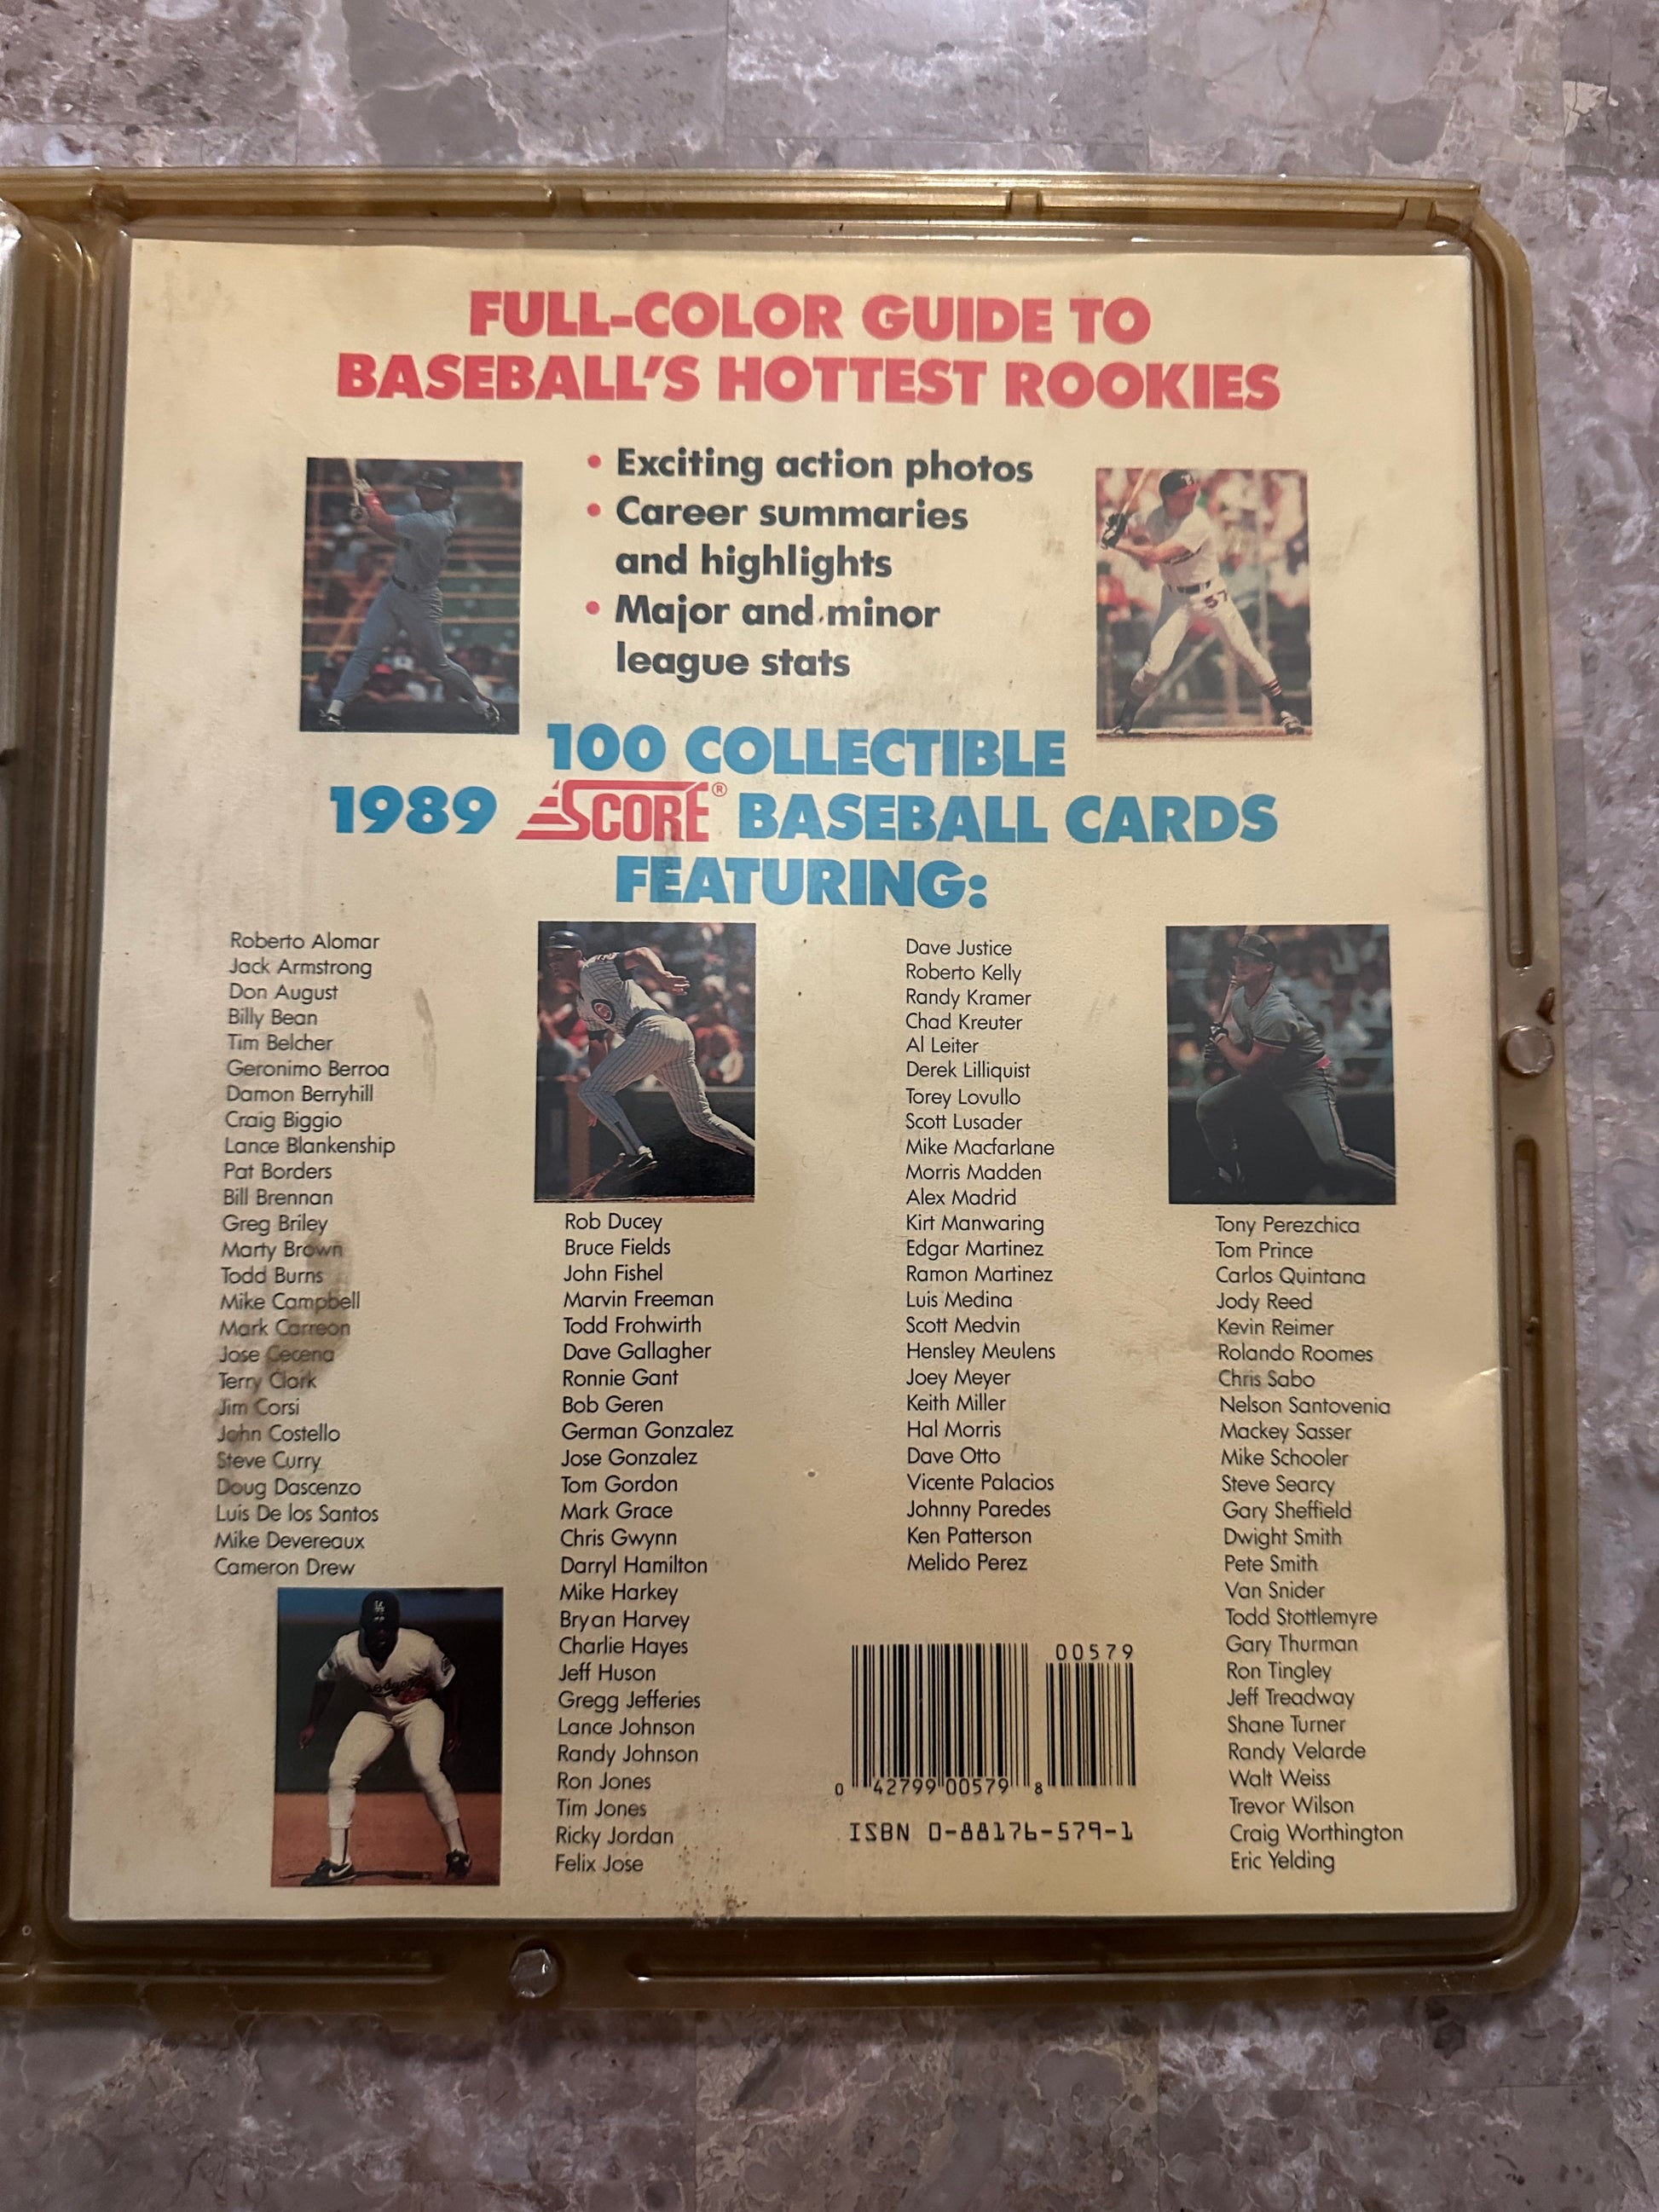 FULL-COLOR GUIDE TO
BASEBALL'S HOTTEST ROOKIES
• Exciting action photos
• Career summaries
and highlights
• Major and minor
league stats
100 COLLECTIBLE
1989 SCORE® BASEBALL CARDS
FEATURING:
Roberto Alomar
Jack Armstrong
Don August
Billy Bean
Tim Belcher
Geronimo Berroa
Damon Berryhill
Craig Biggio
Lance Blankenship
Pat Borders
Bill Brennan
Greg Briley
Marty Brown
Todd Burns
Mike Campbell
Mark Carreon
Jose Cecena
Terry Clark
Jim Corsi
John Costello
Steve Curry
Doug Dascenzo
Luis De los Santos
Mike Devereaux
Cameron Drew
Rob Ducey
Bruce Fields
John Fishel
Marvin Freeman
Todd Frohwirth
Dave Gallagher
Ronnie Gant
Bob Geren
German Gonzalez
Jose Gonzalez
Tom Gordon
Mark Grace
Chris Gwynn
Darryl Hamilton
Mike Harkey
Bryan Harvey
Charlie Hayes
Jeff Huson
Gregg Jefferies
Lance Johnson
Randy Johnson
Ron Jones
Tim Jones
Ricky Jordan
Felix Jose
Dave Justice
Roberto Kelly
Randy Kramer
Chad Kreuter
Al Leiter
Derek Lilliquist
Torey Lovullo
Scott Lusader
Mike Macfarlane
Morris Madden
Alex Madrid
Kirt Manwaring
Edgar Martinez
Ramon Martinez
Luis Medina
Scott Medvin
Hensley Meulens
Joey Meyer
Keith Miller
Hal Morris
Dave Otto
Vicente Palacios
Johnny Paredes
Ken Patterson
Melido Perez
Tony Perezchica
Tom Prince
Carlos Quintana
Jody Reed
Kevin Reimer
Rolando Roomes
Chris Sabo
Nelson Santovenia
Mackey Sasser
Mike Schooler
Steve Searcy
Gary Sheffield
Dwight Smith
Pete Smith
Van Snider
Todd Stottlemyre
Gary Thurman
Ron Tingley
Jeff Treadway
Shane Turner
Randy Velarde
Walt Weiss
Trevor Wilson
Craig Worthington
Eric Yelding
00579
0 42799 00579 8
ISBN 0-88176-579-1